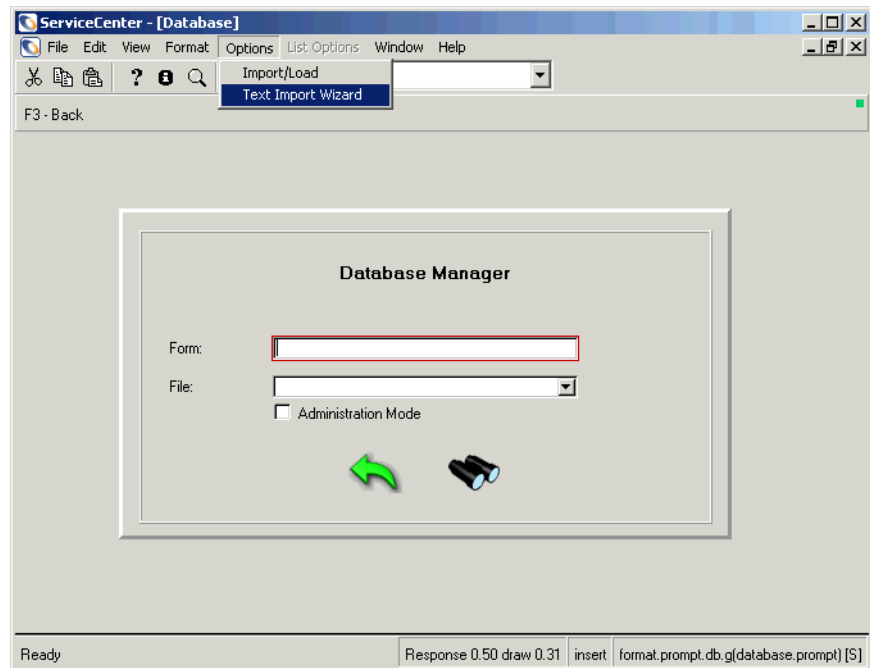 ServiceCenter - [Database]
File Edit View Format Options List Options Window Help
Import/Load
Text Import Wizard
F3 - Back
Database Manager
Form:
File:
Administration Mode
Ready Response 0.50 draw 0.31 insert format.prompt.db.g(database.prompt) [S]